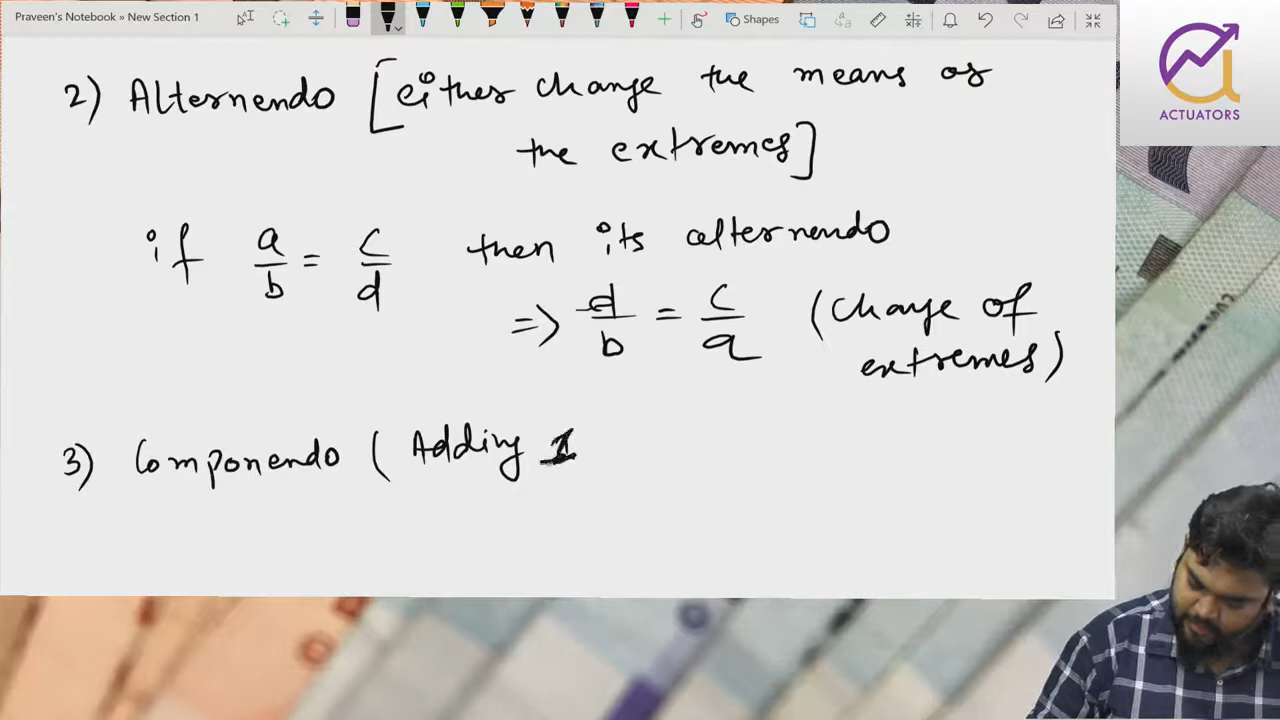 Praveen's Notebook » New Section 1
Shapes
ACTUATORS
2) Alternendo [either change the means or
the extremes]
if a/b = c/d then its alternendo
=> d/b = c/a (change of
extremes)
3) Componendo (Adding 1